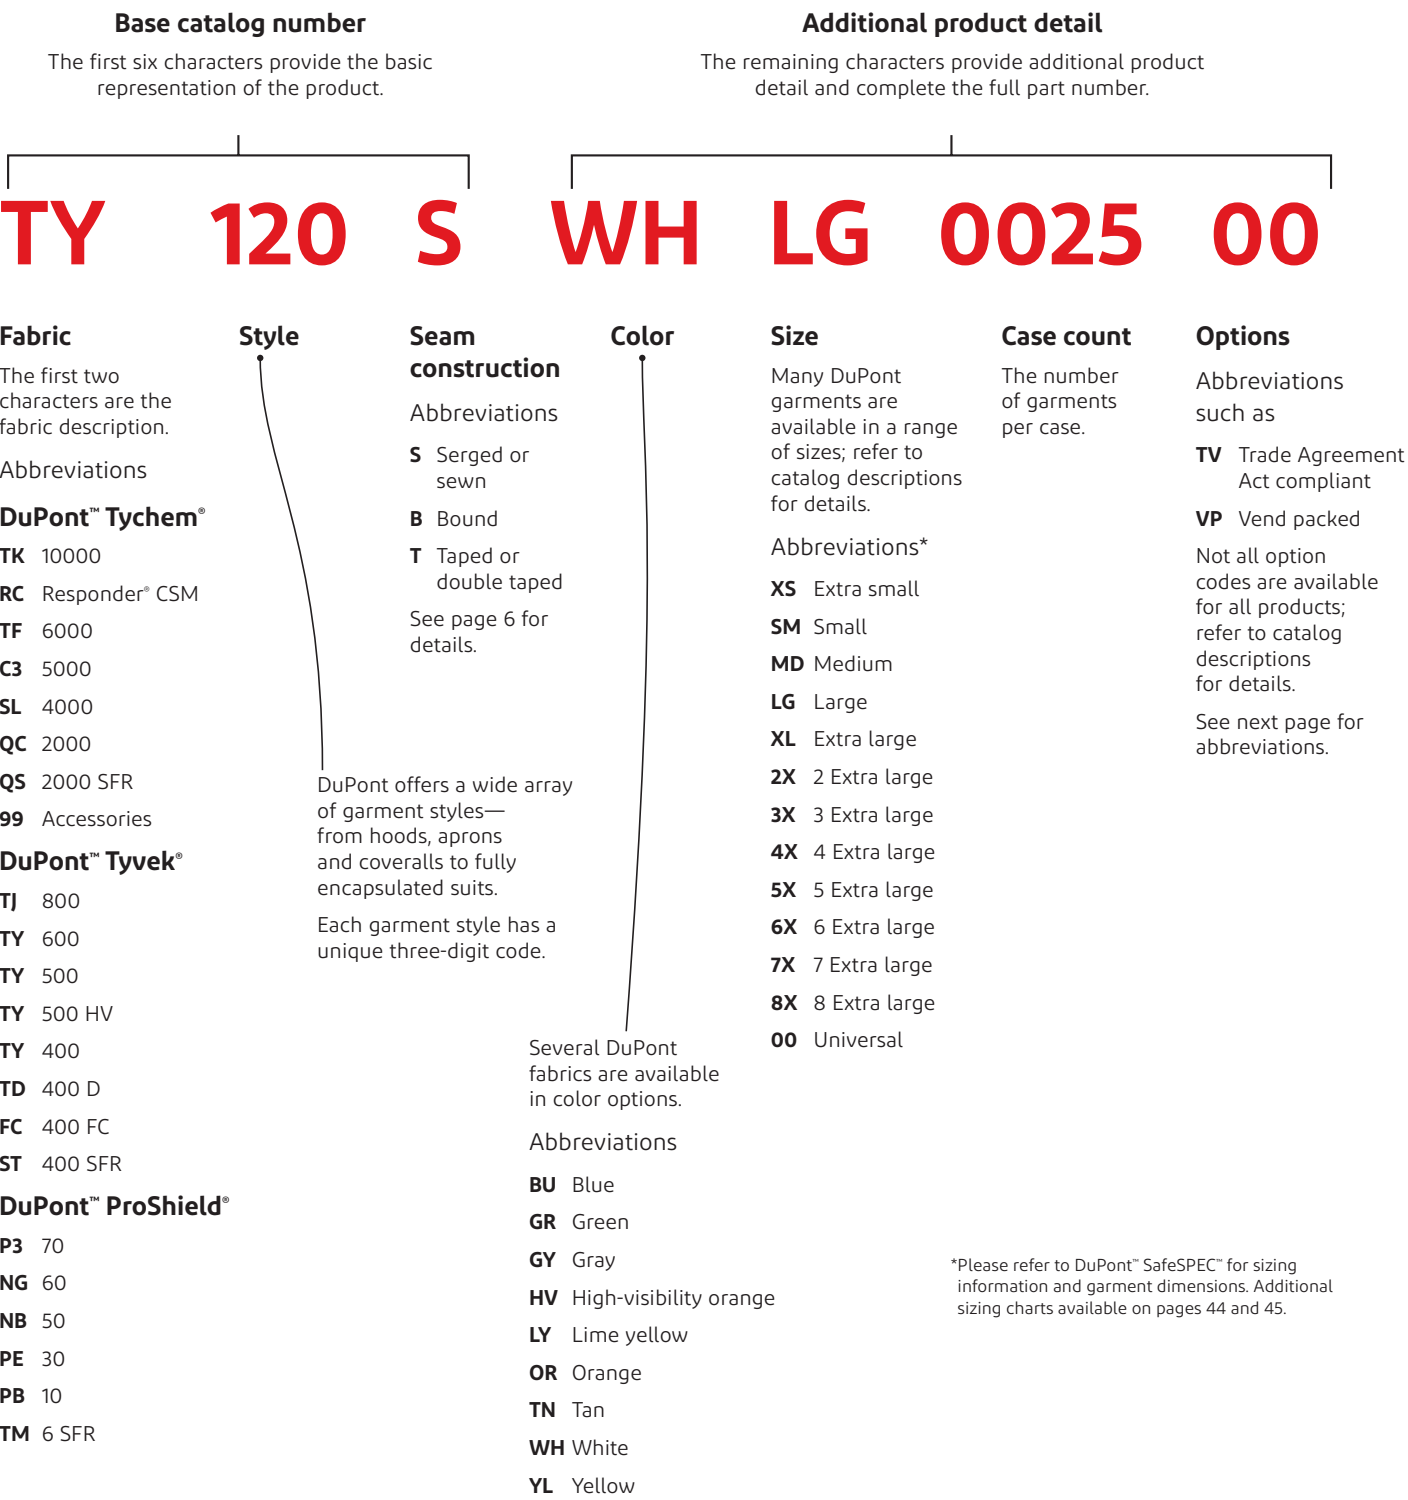 Base catalog number
The first six characters provide the basic
representation of the product.
Additional product detail
The remaining characters provide additional product
detail and complete the full part number.
TY 120 S WH LG 0025 00
Fabric
The first two
characters are the
fabric description.
Abbreviations
DuPont™ Tychem®
TK 10000
RC Responder® CSM
TF 6000
C3 5000
SL 4000
QC 2000
QS 2000 SFR
99 Accessories
DuPont™ Tyvek®
TJ 800
TY 600
TY 500
TY 500 HV
TY 400
TD 400 D
FC 400 FC
ST 400 SFR
DuPont™ ProShield®
P3 70
NG 60
NB 50
PE 30
PB 10
TM 6 SFR
Style
DuPont offers a wide array
of garment styles—
from hoods, aprons
and coveralls to fully
encapsulated suits.
Each garment style has a
unique three-digit code.
Seam
construction
Abbreviations
S Serged or
sewn
B Bound
T Taped or
double taped
See page 6 for
details.
Color
Several DuPont
fabrics are available
in color options.
Abbreviations
BU Blue
GR Green
GY Gray
HV High-visibility orange
LY Lime yellow
OR Orange
TN Tan
WH White
YL Yellow
Size
Many DuPont
garments are
available in a range
of sizes; refer to
catalog descriptions
for details.
Abbreviations*
XS Extra small
SM Small
MD Medium
LG Large
XL Extra large
2X 2 Extra large
3X 3 Extra large
4X 4 Extra large
5X 5 Extra large
6X 6 Extra large
7X 7 Extra large
8X 8 Extra large
00 Universal
Case count
The number
of garments
per case.
Options
Abbreviations
such as
TV Trade Agreement
Act compliant
VP Vend packed
Not all option
codes are available
for all products;
refer to catalog
descriptions
for details.
See next page for
abbreviations.
*Please refer to DuPont™ SafeSPEC™ for sizing
information and garment dimensions. Additional
sizing charts available on pages 44 and 45.